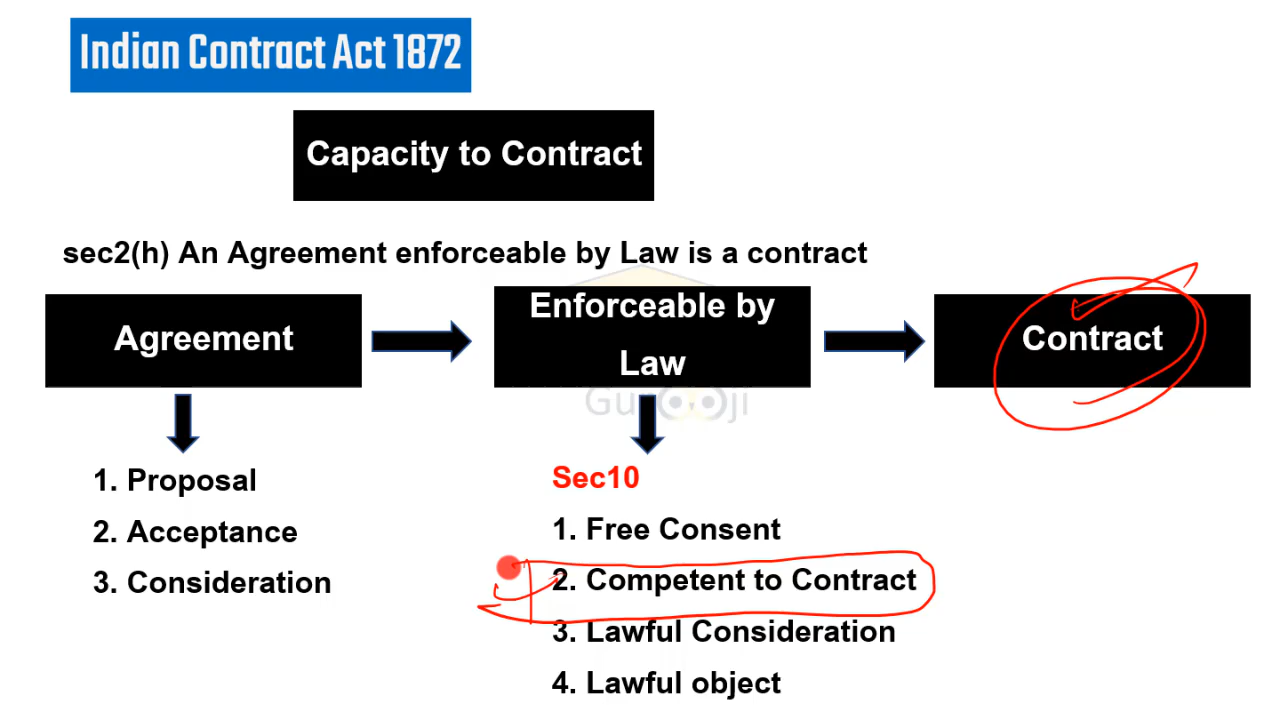 Indian Contract Act 1872
Capacity to Contract
sec2(h) An Agreement enforceable by Law is a contract
Agreement
Enforceable by
Law
Contract
Gurooji
1. Proposal
2. Acceptance
3. Consideration
Sec10
1. Free Consent
2. Competent to Contract
3. Lawful Consideration
4. Lawful object